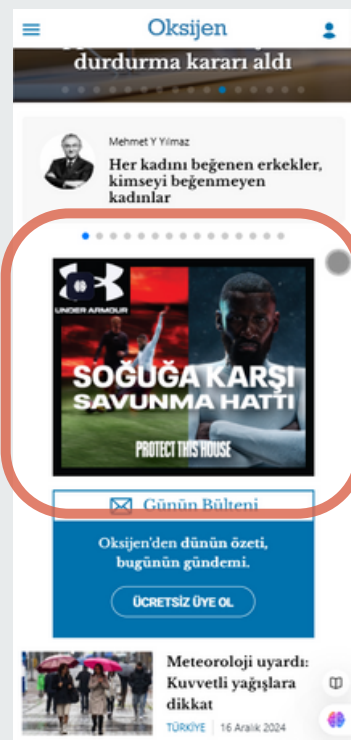 Oksijen
durdurma kararı aldı
Mehmet Y Yılmaz
Her kadını beğenen erkekler,
kimseyi beğenmeyen
kadınlar
UNDER ARMOUR
SOĞUĞA KARŞI
SAVUNMA HATTI
PROTECT THIS HOUSE
Günün Bülteni
Oksijen'den dünün özeti,
bugünün gündemi.
ÜCRETSİZ ÜYE OL
Meteoroloji uyardı:
Kuvvetli yağışlara
dikkat
TÜRKİYE | 16 Aralık 2024